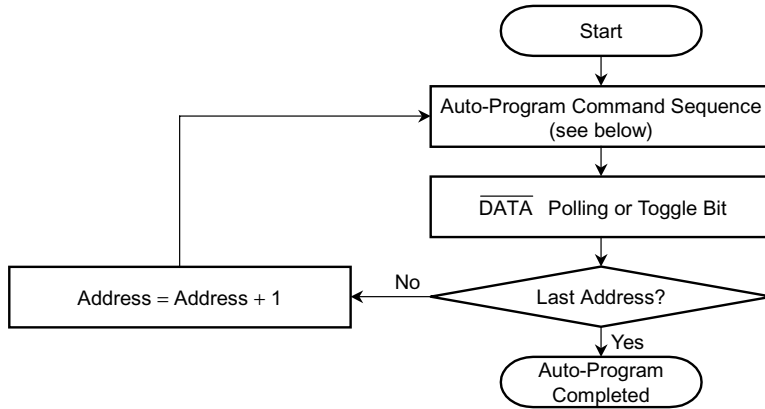 Start
Auto-Program Command Sequence
(see below)
DATA Polling or Toggle Bit
Last Address?
No
Address = Address + 1
Yes
Auto-Program
Completed